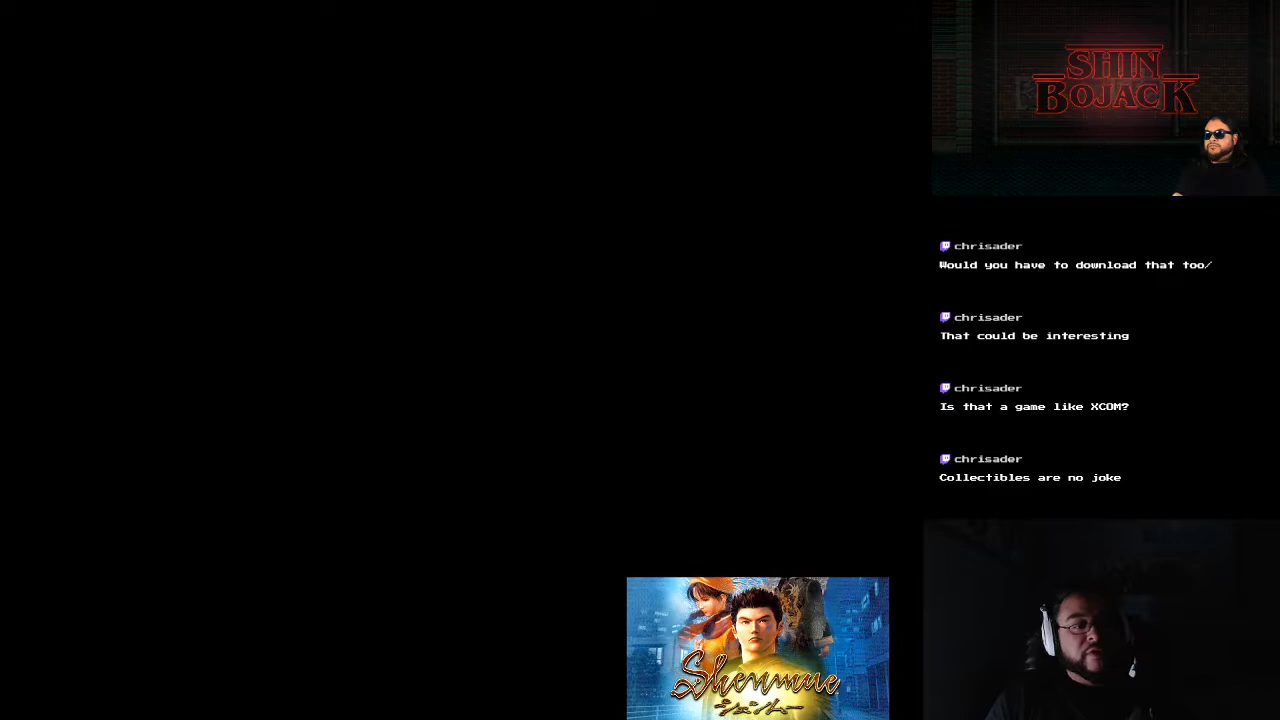 SHIN
BOJACK
chrisader
Would you have to download that too/
chrisader
That could be interesting
chrisader
Is that a game like XCOM?
chrisader
Collectibles are no joke
Shenmue
シェンムー